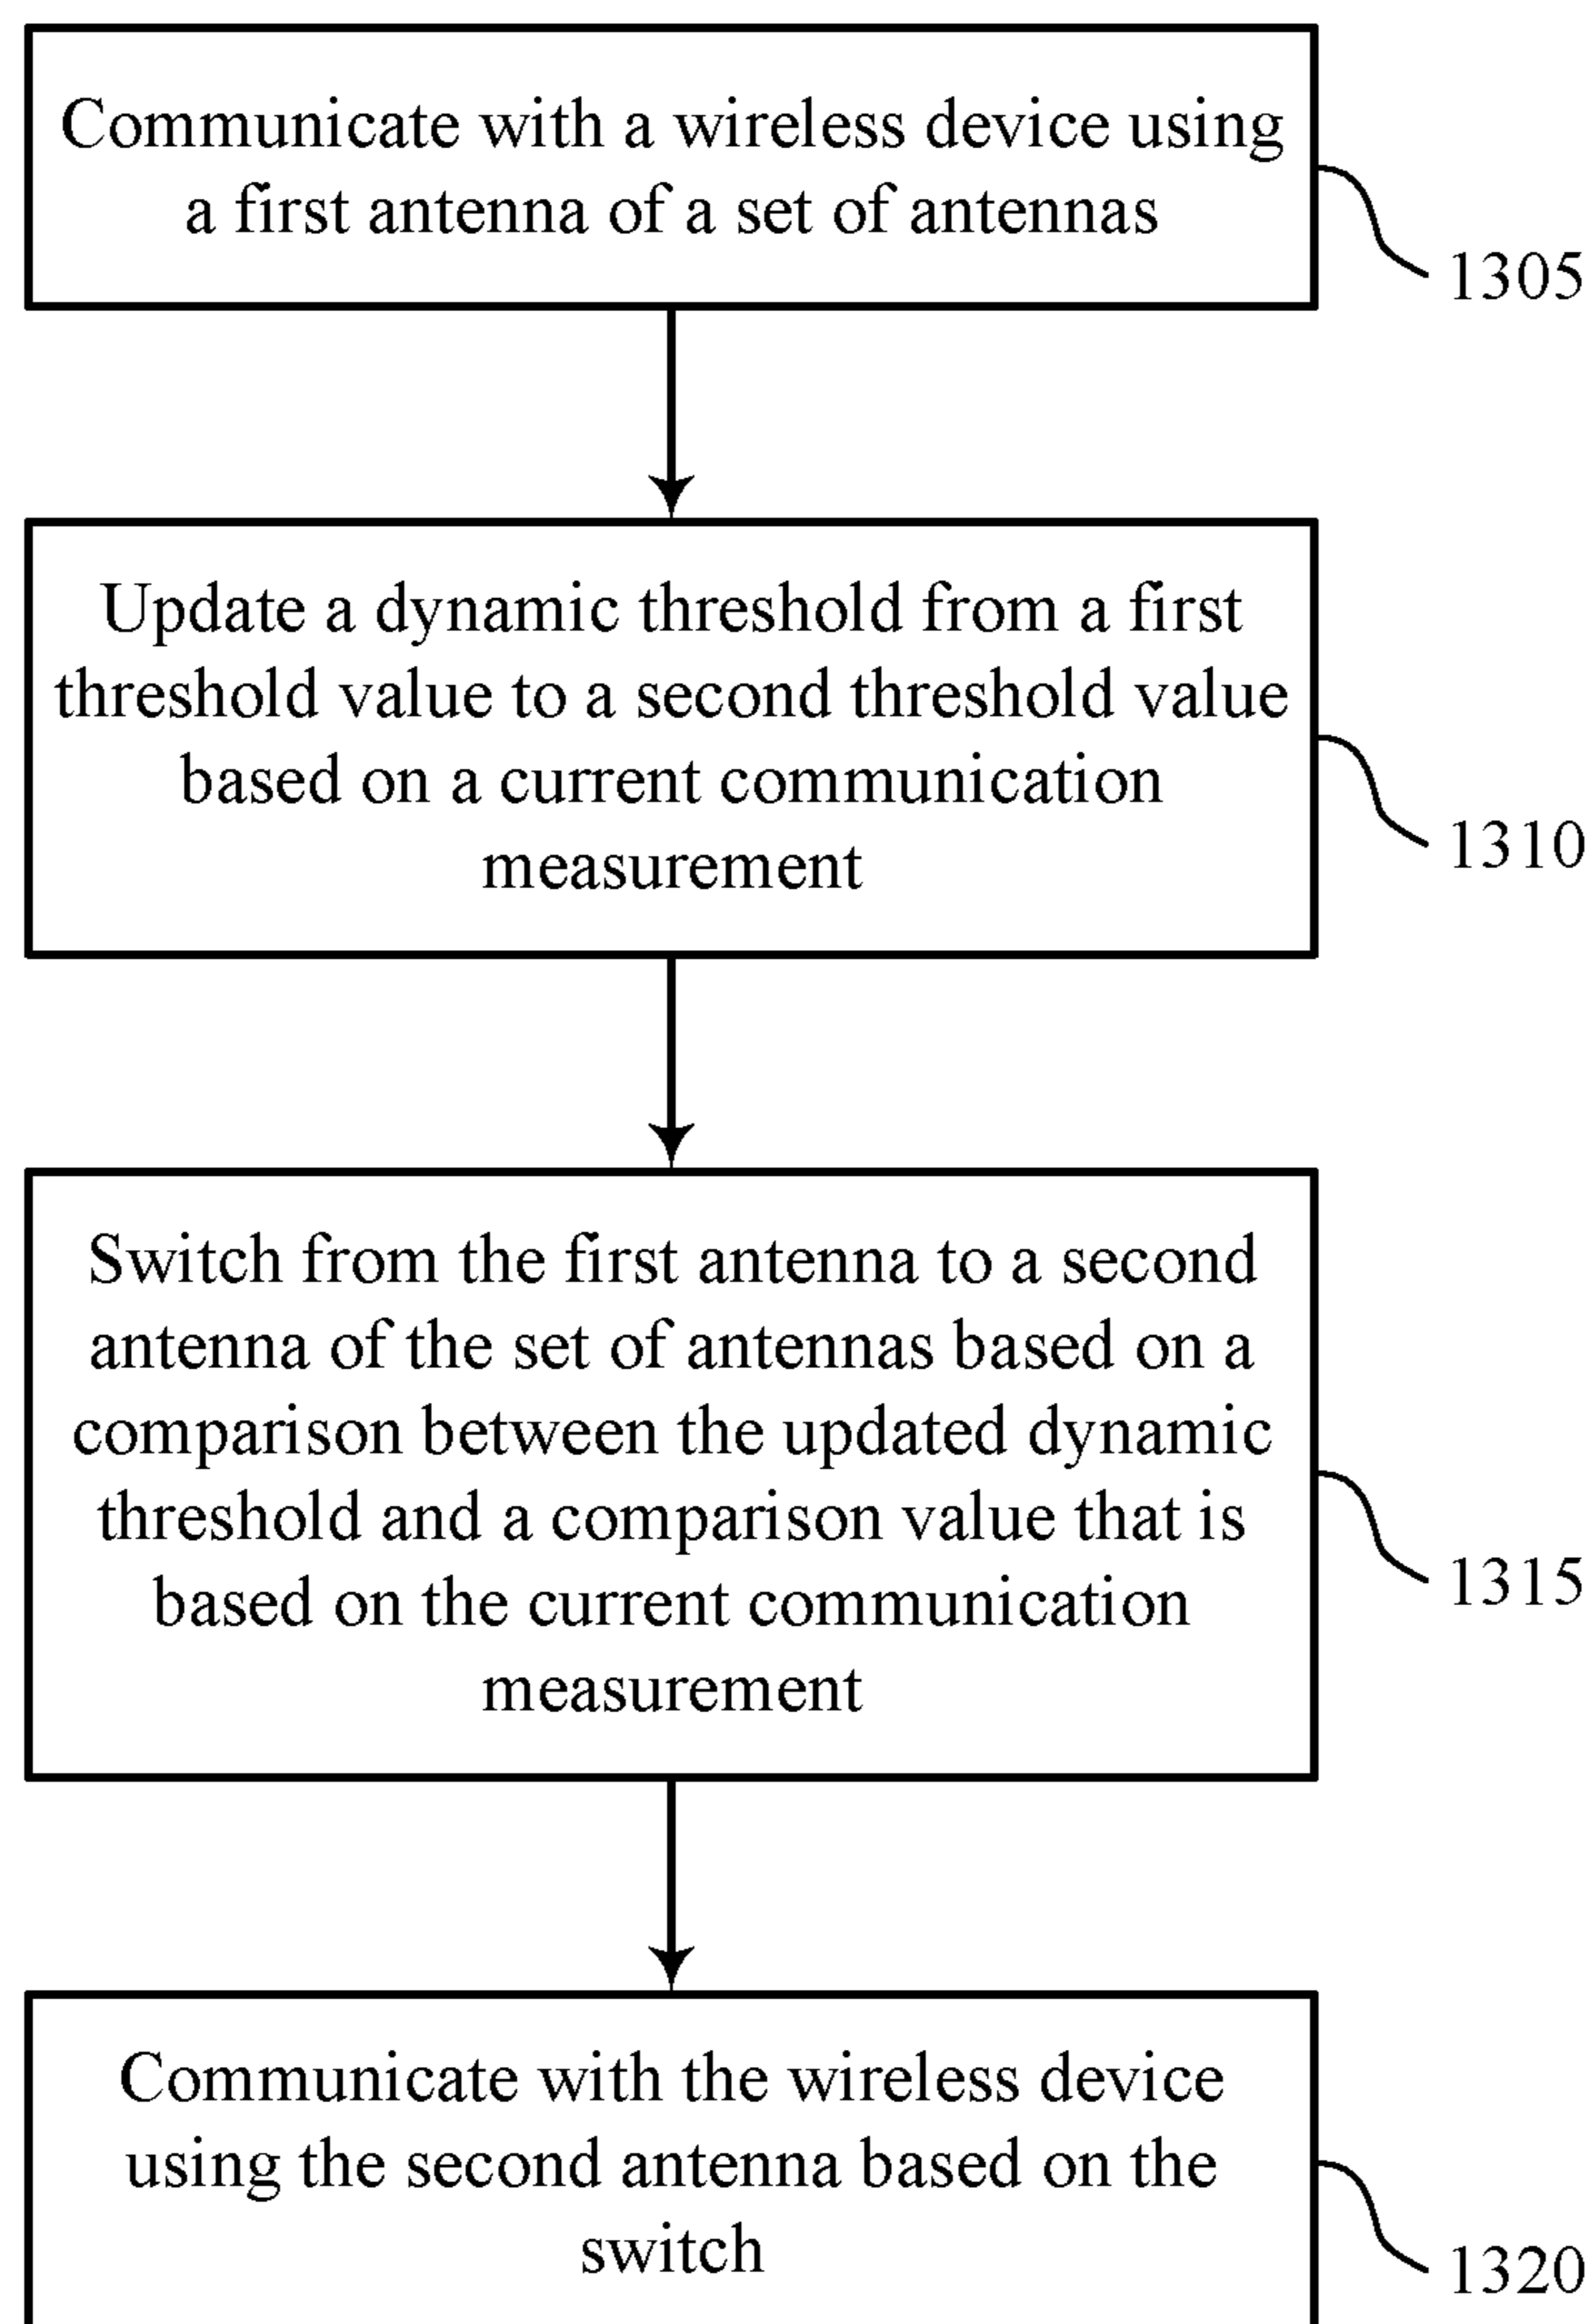 Communicate with a wireless device using
a first antenna of a set of antennas
1305
Update a dynamic threshold from a first
threshold value to a second threshold value
based on a current communication
measurement
1310
Switch from the first antenna to a second
antenna of the set of antennas based on a
comparison between the updated dynamic
threshold and a comparison value that is
based on the current communication
measurement
1315
Communicate with the wireless device
using the second antenna based on the
switch
1320